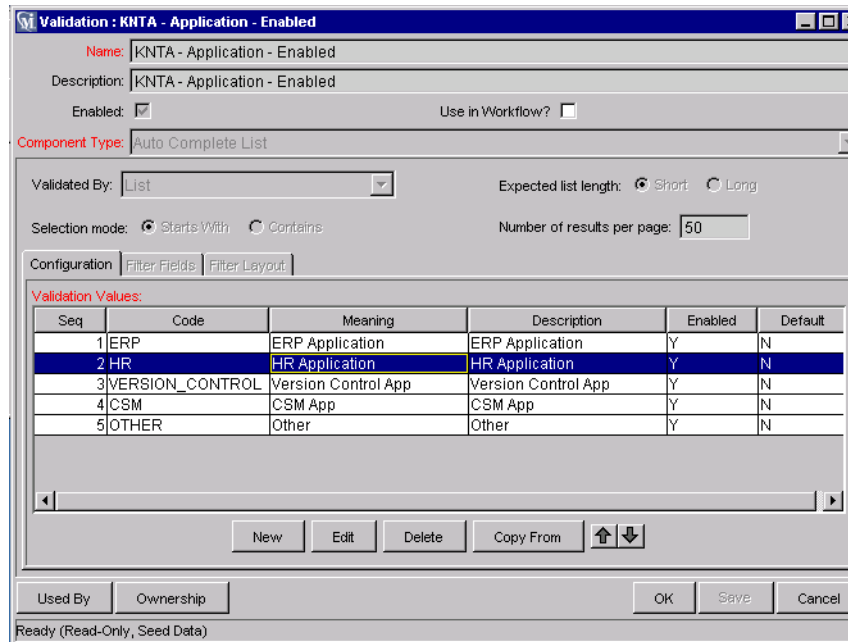 Validation : KNTA - Application - Enabled
Name: KNTA - Application - Enabled
Description: KNTA - Application - Enabled
Enabled: Use in Workflow?
Component Type: Auto Complete List
Validated By: List Expected list length: Short Long
Selection mode: Starts With Contains Number of results per page: 50
Configuration Filter Fields Filter Layout
Validation Values:
Seq Code Meaning Description Enabled Default
1 ERP ERP Application ERP Application Y N
2 HR HR Application HR Application Y N
3 VERSION_CONTROL Version Control App Version Control App Y N
4 CSM CSM App CSM App Y N
5 OTHER Other Other Y N
New Edit Delete Copy From
Used By Ownership OK Save Cancel
Ready (Read-Only, Seed Data)